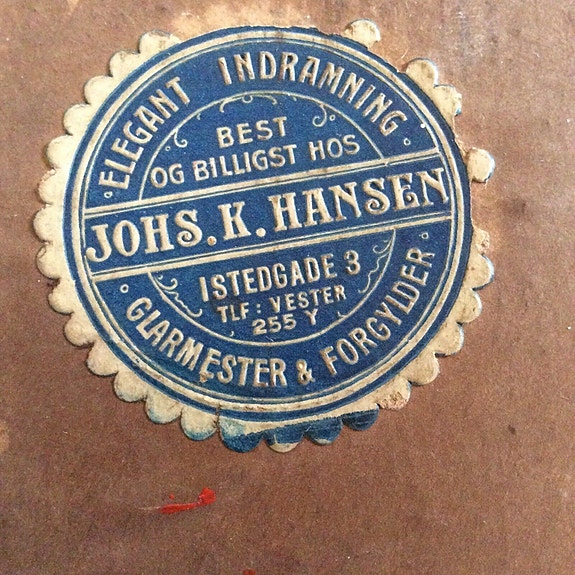 ELEGANT INDRAMNING
BEST
OG BILLIGST HOS
JOHS. K. HANSEN
ISTEDGADE 3
TLF: VESTER
255 Y
GLARMESTER & FORGYLDER